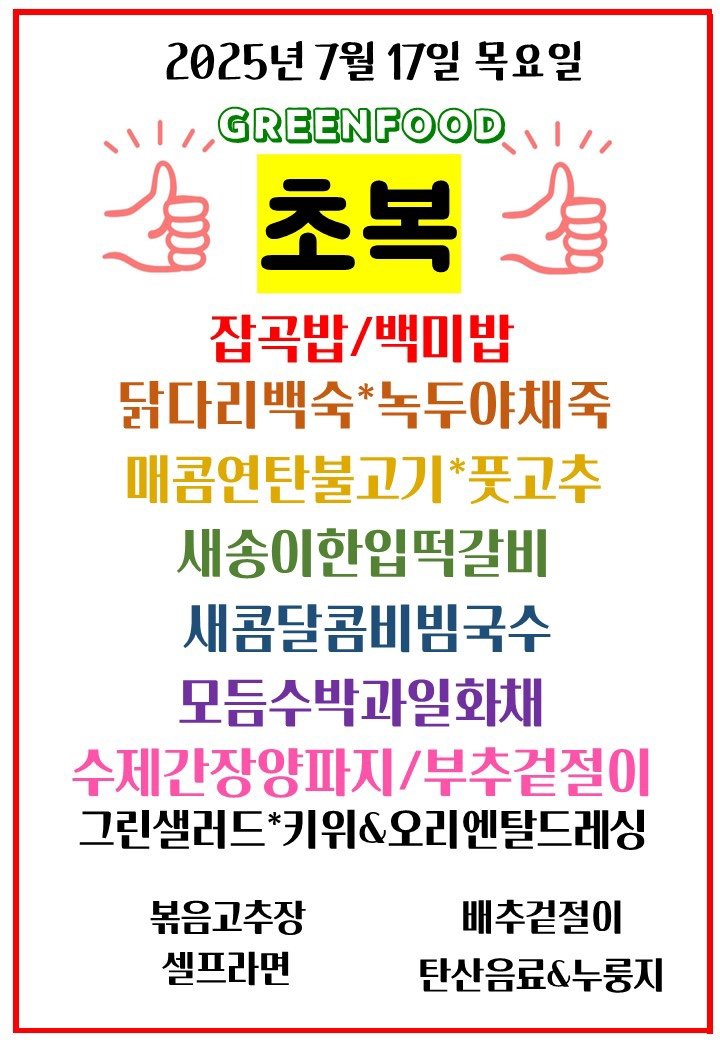 2025년 7월 17일 목요일
GREENFOOD
초복
잡곡밥/백미밥
닭다리백숙*녹두야채죽
매콤연탄불고기*풋고추
새송이한입떡갈비
새콤달콤비빔국수
모듬수박과일화채
수제간장양파지/부추겉절이
그린샐러드*키위&오리엔탈드레싱
볶음고추장
배추겉절이
셀프라면
탄산음료&누룽지